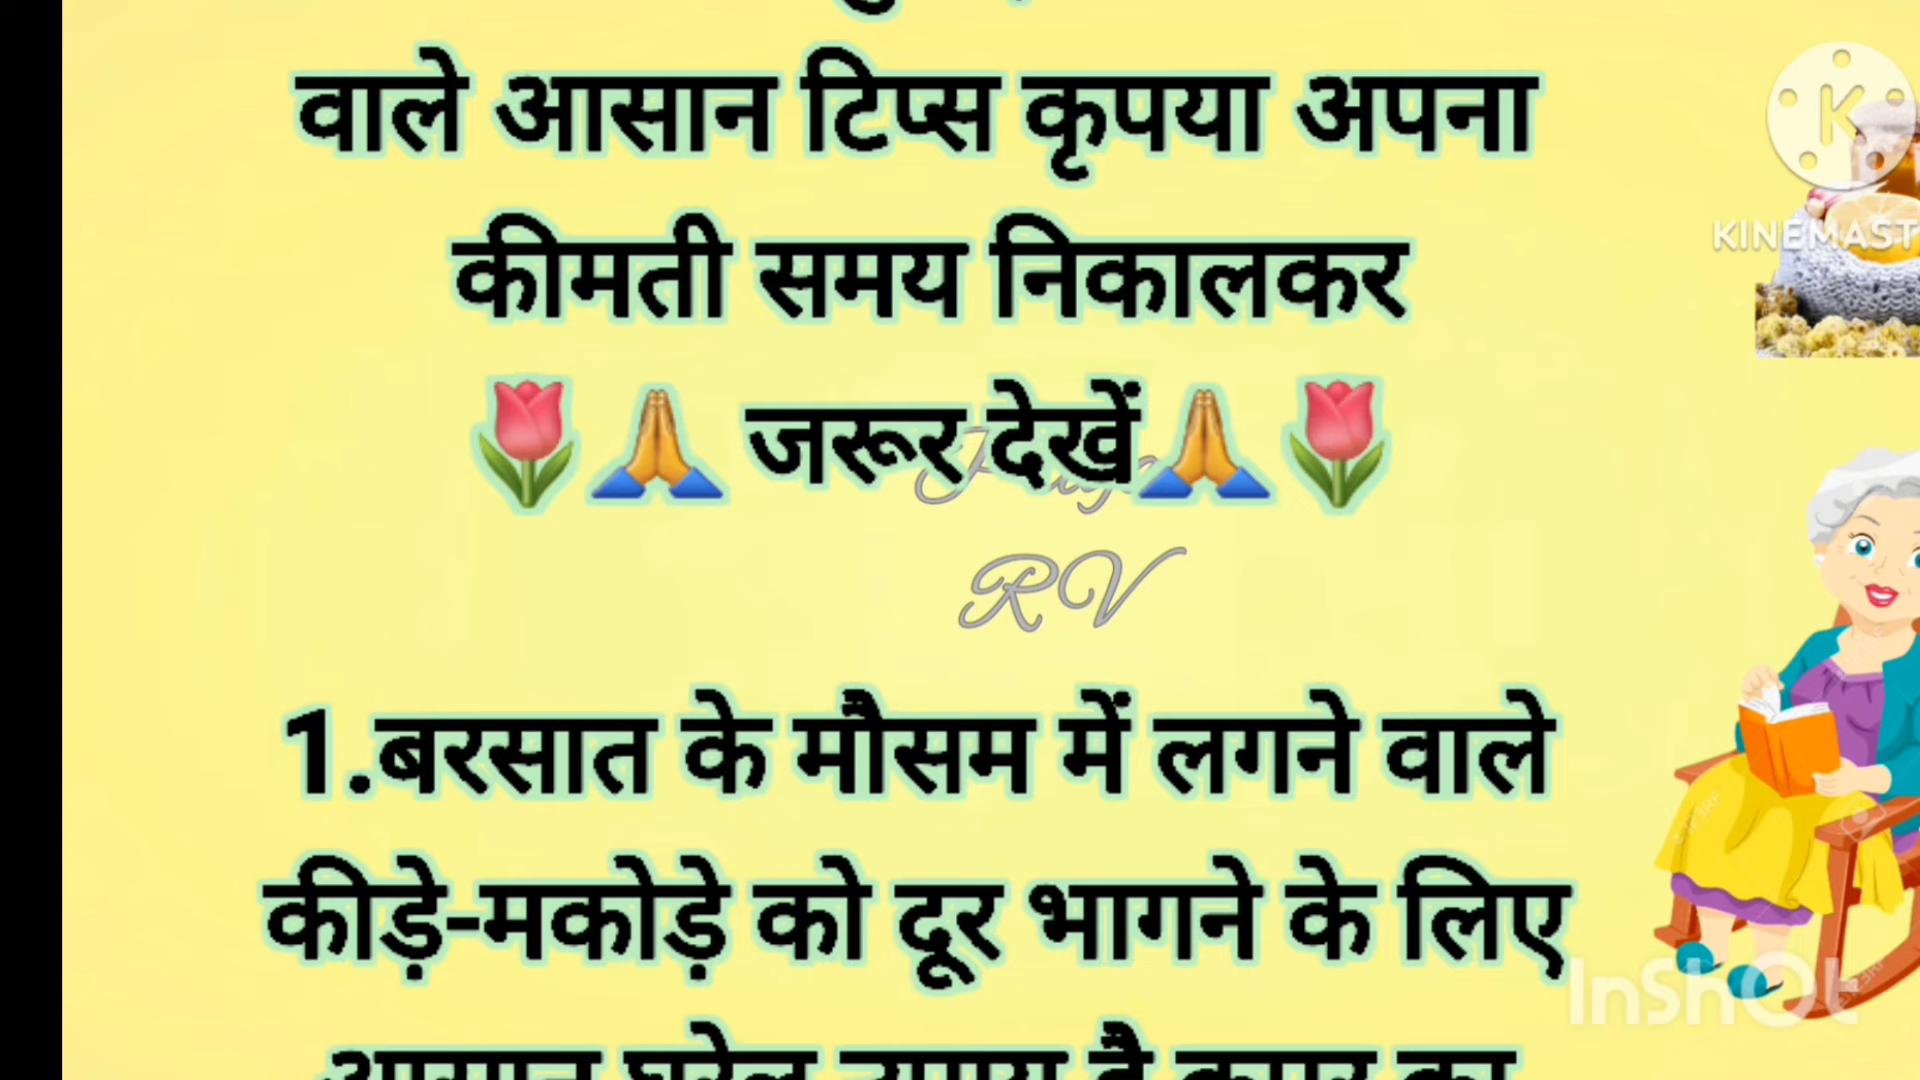 वाले आसान टिप्स कृपया अपना
कीमती समय निकालकर
🌷🙏 जरूर देखें🙏🌷
RV
1.बरसात के मौसम में लगने वाले
कीड़े-मकोड़े को दूर भागने के लिए
K
KINEMAST
InShOt